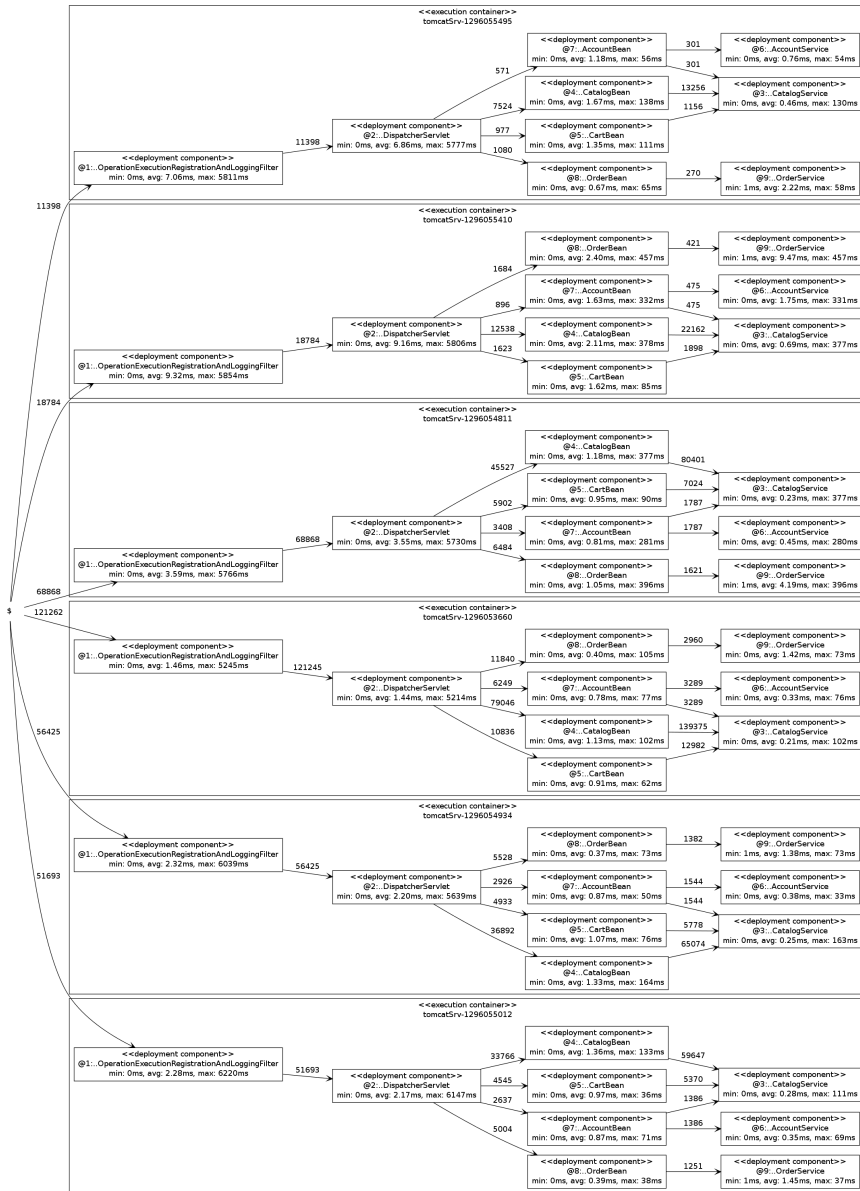 <<execution container>>
tomcatSrv-1296055495
<<deployment component>>
@7:..AccountBean
min: 0ms, avg: 1.18ms, max: 56ms
301
<<deployment component>>
@6:..AccountService
min: 0ms, avg: 0.76ms, max: 54ms
571
301
<<deployment component>>
@4:..CatalogBean
min: 0ms, avg: 1.67ms, max: 138ms
13256
<<deployment component>>
@3:..CatalogService
min: 0ms, avg: 0.46ms, max: 130ms
7524
1156
<<deployment component>>
@2:..DispatcherServlet
min: 0ms, avg: 6.86ms, max: 5777ms
977
<<deployment component>>
@5:..CartBean
min: 0ms, avg: 1.35ms, max: 111ms
11398
1080
<<deployment component>>
@1:..OperationExecutionRegistrationAndLoggingFilter
min: 0ms, avg: 7.06ms, max: 5811ms
<<deployment component>>
@8:..OrderBean
min: 0ms, avg: 0.67ms, max: 65ms
270
<<deployment component>>
@9:..OrderService
min: 1ms, avg: 2.22ms, max: 58ms
11398
<<execution container>>
tomcatSrv-1296055410
<<deployment component>>
@8:..OrderBean
min: 0ms, avg: 2.40ms, max: 457ms
421
<<deployment component>>
@9:..OrderService
min: 1ms, avg: 9.47ms, max: 457ms
1684
<<deployment component>>
@7:..AccountBean
min: 0ms, avg: 1.63ms, max: 332ms
475
<<deployment component>>
@6:..AccountService
min: 0ms, avg: 1.75ms, max: 331ms
896
475
<<deployment component>>
@2:..DispatcherServlet
min: 0ms, avg: 9.16ms, max: 5806ms
12538
<<deployment component>>
@4:..CatalogBean
min: 0ms, avg: 2.11ms, max: 378ms
22162
<<deployment component>>
@3:..CatalogService
min: 0ms, avg: 0.69ms, max: 377ms
18784
1623
1898
<<deployment component>>
@1:..OperationExecutionRegistrationAndLoggingFilter
min: 0ms, avg: 9.32ms, max: 5854ms
<<deployment component>>
@5:..CartBean
min: 0ms, avg: 1.62ms, max: 85ms
18784
<<execution container>>
tomcatSrv-1296054811
<<deployment component>>
@4:..CatalogBean
min: 0ms, avg: 1.18ms, max: 377ms
80401
45527
<<deployment component>>
@5:..CartBean
min: 0ms, avg: 0.95ms, max: 90ms
7024
<<deployment component>>
@3:..CatalogService
min: 0ms, avg: 0.23ms, max: 377ms
5902
1787
<<deployment component>>
@2:..DispatcherServlet
min: 0ms, avg: 3.55ms, max: 5730ms
3408
<<deployment component>>
@7:..AccountBean
min: 0ms, avg: 0.81ms, max: 281ms
1787
<<deployment component>>
@6:..AccountService
min: 0ms, avg: 0.45ms, max: 280ms
68868
6484
<<deployment component>>
@1:..OperationExecutionRegistrationAndLoggingFilter
min: 0ms, avg: 3.59ms, max: 5766ms
<<deployment component>>
@8:..OrderBean
min: 0ms, avg: 1.05ms, max: 396ms
1621
<<deployment component>>
@9:..OrderService
min: 1ms, avg: 4.19ms, max: 396ms
68868
$
121262
<<execution container>>
tomcatSrv-1296053660
<<deployment component>>
@1:..OperationExecutionRegistrationAndLoggingFilter
min: 0ms, avg: 1.46ms, max: 5245ms
<<deployment component>>
@8:..OrderBean
min: 0ms, avg: 0.40ms, max: 105ms
2960
<<deployment component>>
@9:..OrderService
min: 0ms, avg: 1.42ms, max: 73ms
121245
11840
<<deployment component>>
@2:..DispatcherServlet
min: 0ms, avg: 1.44ms, max: 5214ms
6249
<<deployment component>>
@7:..AccountBean
min: 0ms, avg: 0.78ms, max: 77ms
3289
<<deployment component>>
@6:..AccountService
min: 0ms, avg: 0.33ms, max: 76ms
79046
3289
<<deployment component>>
@4:..CatalogBean
min: 0ms, avg: 1.13ms, max: 102ms
139375
<<deployment component>>
@3:..CatalogService
min: 0ms, avg: 0.21ms, max: 102ms
10836
12982
<<deployment component>>
@5:..CartBean
min: 0ms, avg: 0.91ms, max: 62ms
56425
<<execution container>>
tomcatSrv-1296054934
<<deployment component>>
@1:..OperationExecutionRegistrationAndLoggingFilter
min: 0ms, avg: 2.32ms, max: 6039ms
<<deployment component>>
@8:..OrderBean
min: 0ms, avg: 0.37ms, max: 73ms
1382
<<deployment component>>
@9:..OrderService
min: 1ms, avg: 1.38ms, max: 73ms
56425
5528
<<deployment component>>
@2:..DispatcherServlet
min: 0ms, avg: 2.20ms, max: 5639ms
2926
<<deployment component>>
@7:..AccountBean
min: 0ms, avg: 0.87ms, max: 50ms
1544
<<deployment component>>
@6:..AccountService
min: 0ms, avg: 0.38ms, max: 33ms
4933
1544
<<deployment component>>
@5:..CartBean
min: 0ms, avg: 1.07ms, max: 76ms
5778
<<deployment component>>
@3:..CatalogService
min: 0ms, avg: 0.25ms, max: 163ms
36892
65074
<<deployment component>>
@4:..CatalogBean
min: 0ms, avg: 1.33ms, max: 164ms
51693
<<execution container>>
tomcatSrv-1296055012
<<deployment component>>
@1:..OperationExecutionRegistrationAndLoggingFilter
min: 0ms, avg: 2.28ms, max: 6220ms
<<deployment component>>
@4:..CatalogBean
min: 0ms, avg: 1.36ms, max: 133ms
59647
51693
33766
<<deployment component>>
@2:..DispatcherServlet
min: 0ms, avg: 2.17ms, max: 6147ms
4545
<<deployment component>>
@5:..CartBean
min: 0ms, avg: 0.97ms, max: 36ms
5370
<<deployment component>>
@3:..CatalogService
min: 0ms, avg: 0.28ms, max: 111ms
2637
1386
<<deployment component>>
@7:..AccountBean
min: 0ms, avg: 0.87ms, max: 71ms
1386
<<deployment component>>
@6:..AccountService
min: 0ms, avg: 0.35ms, max: 69ms
5004
<<deployment component>>
@8:..OrderBean
min: 0ms, avg: 0.39ms, max: 38ms
1251
<<deployment component>>
@9:..OrderService
min: 1ms, avg: 1.45ms, max: 37ms